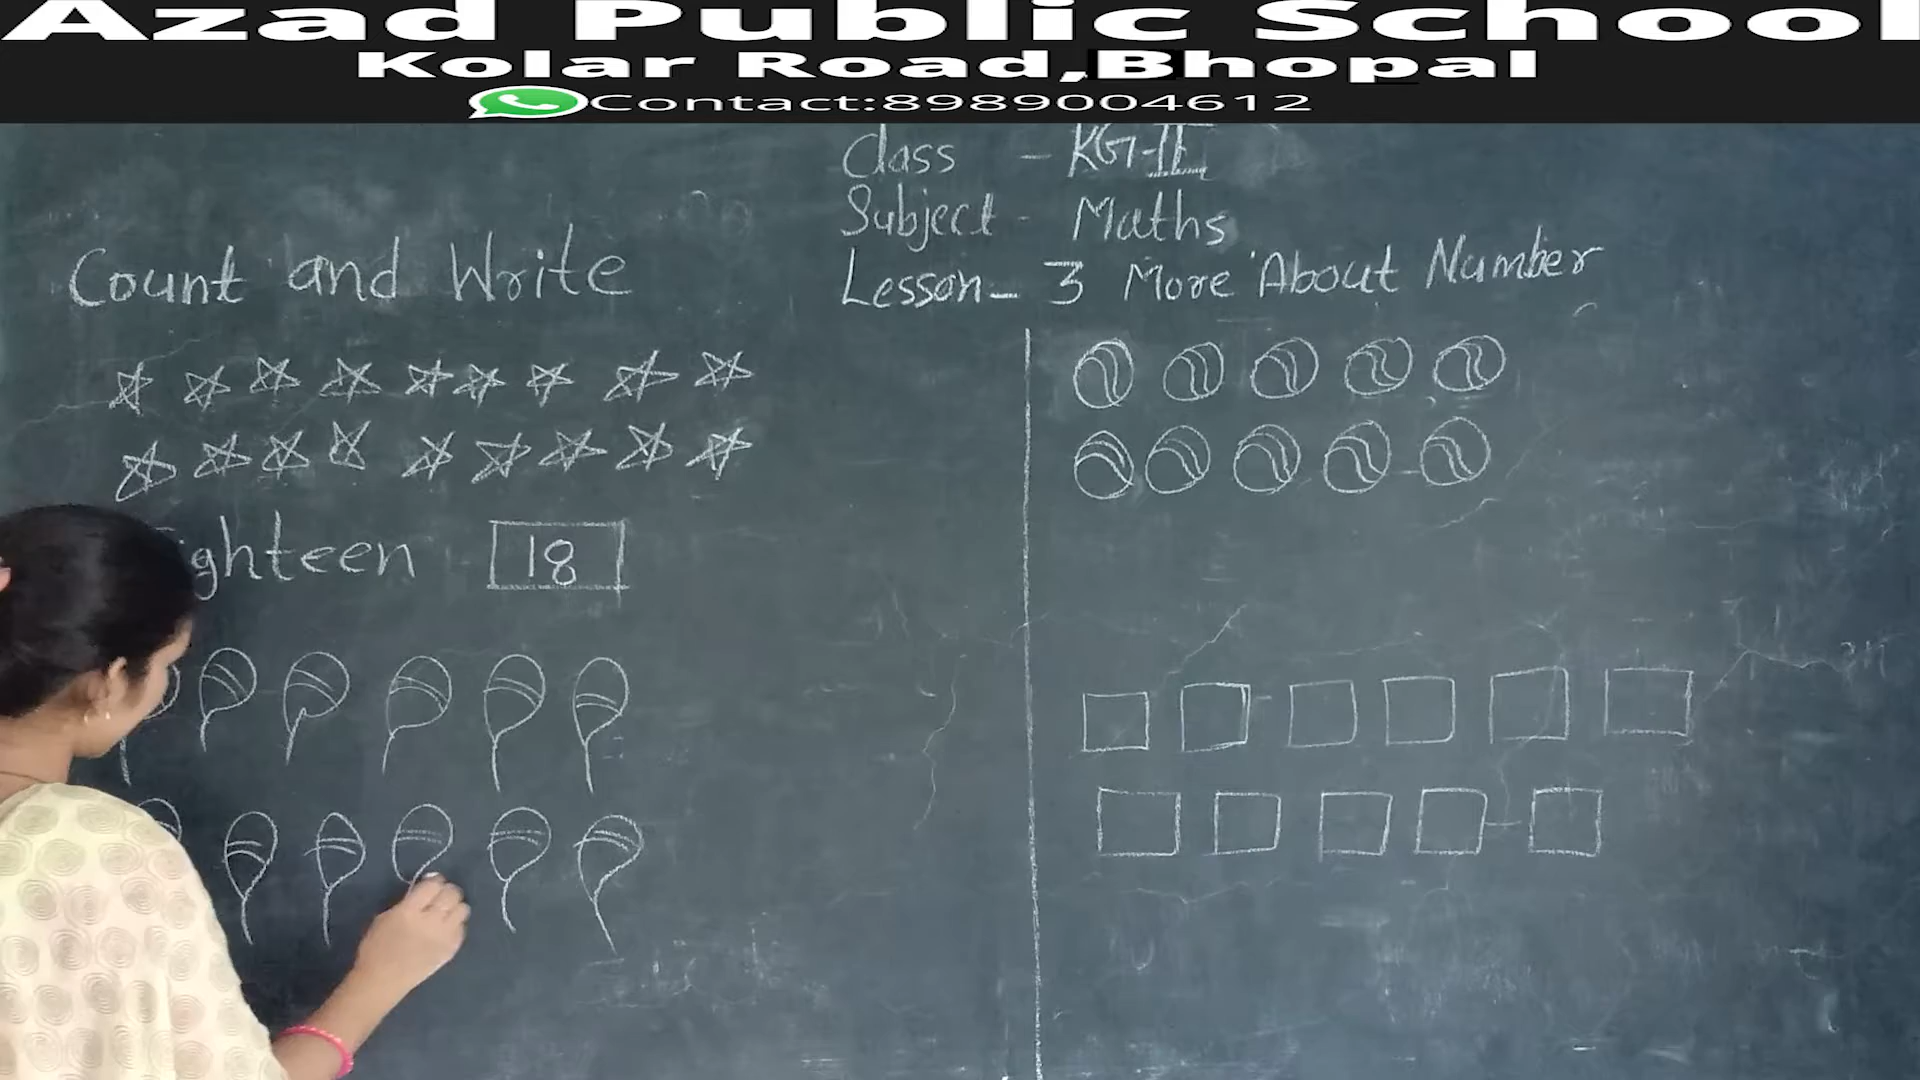 Azad Public School
Kolar Road,Bhopal
Contact:8989004612
Class - KG-II
Subject - Maths
Lesson - 3 More About Number
Count and Write
18